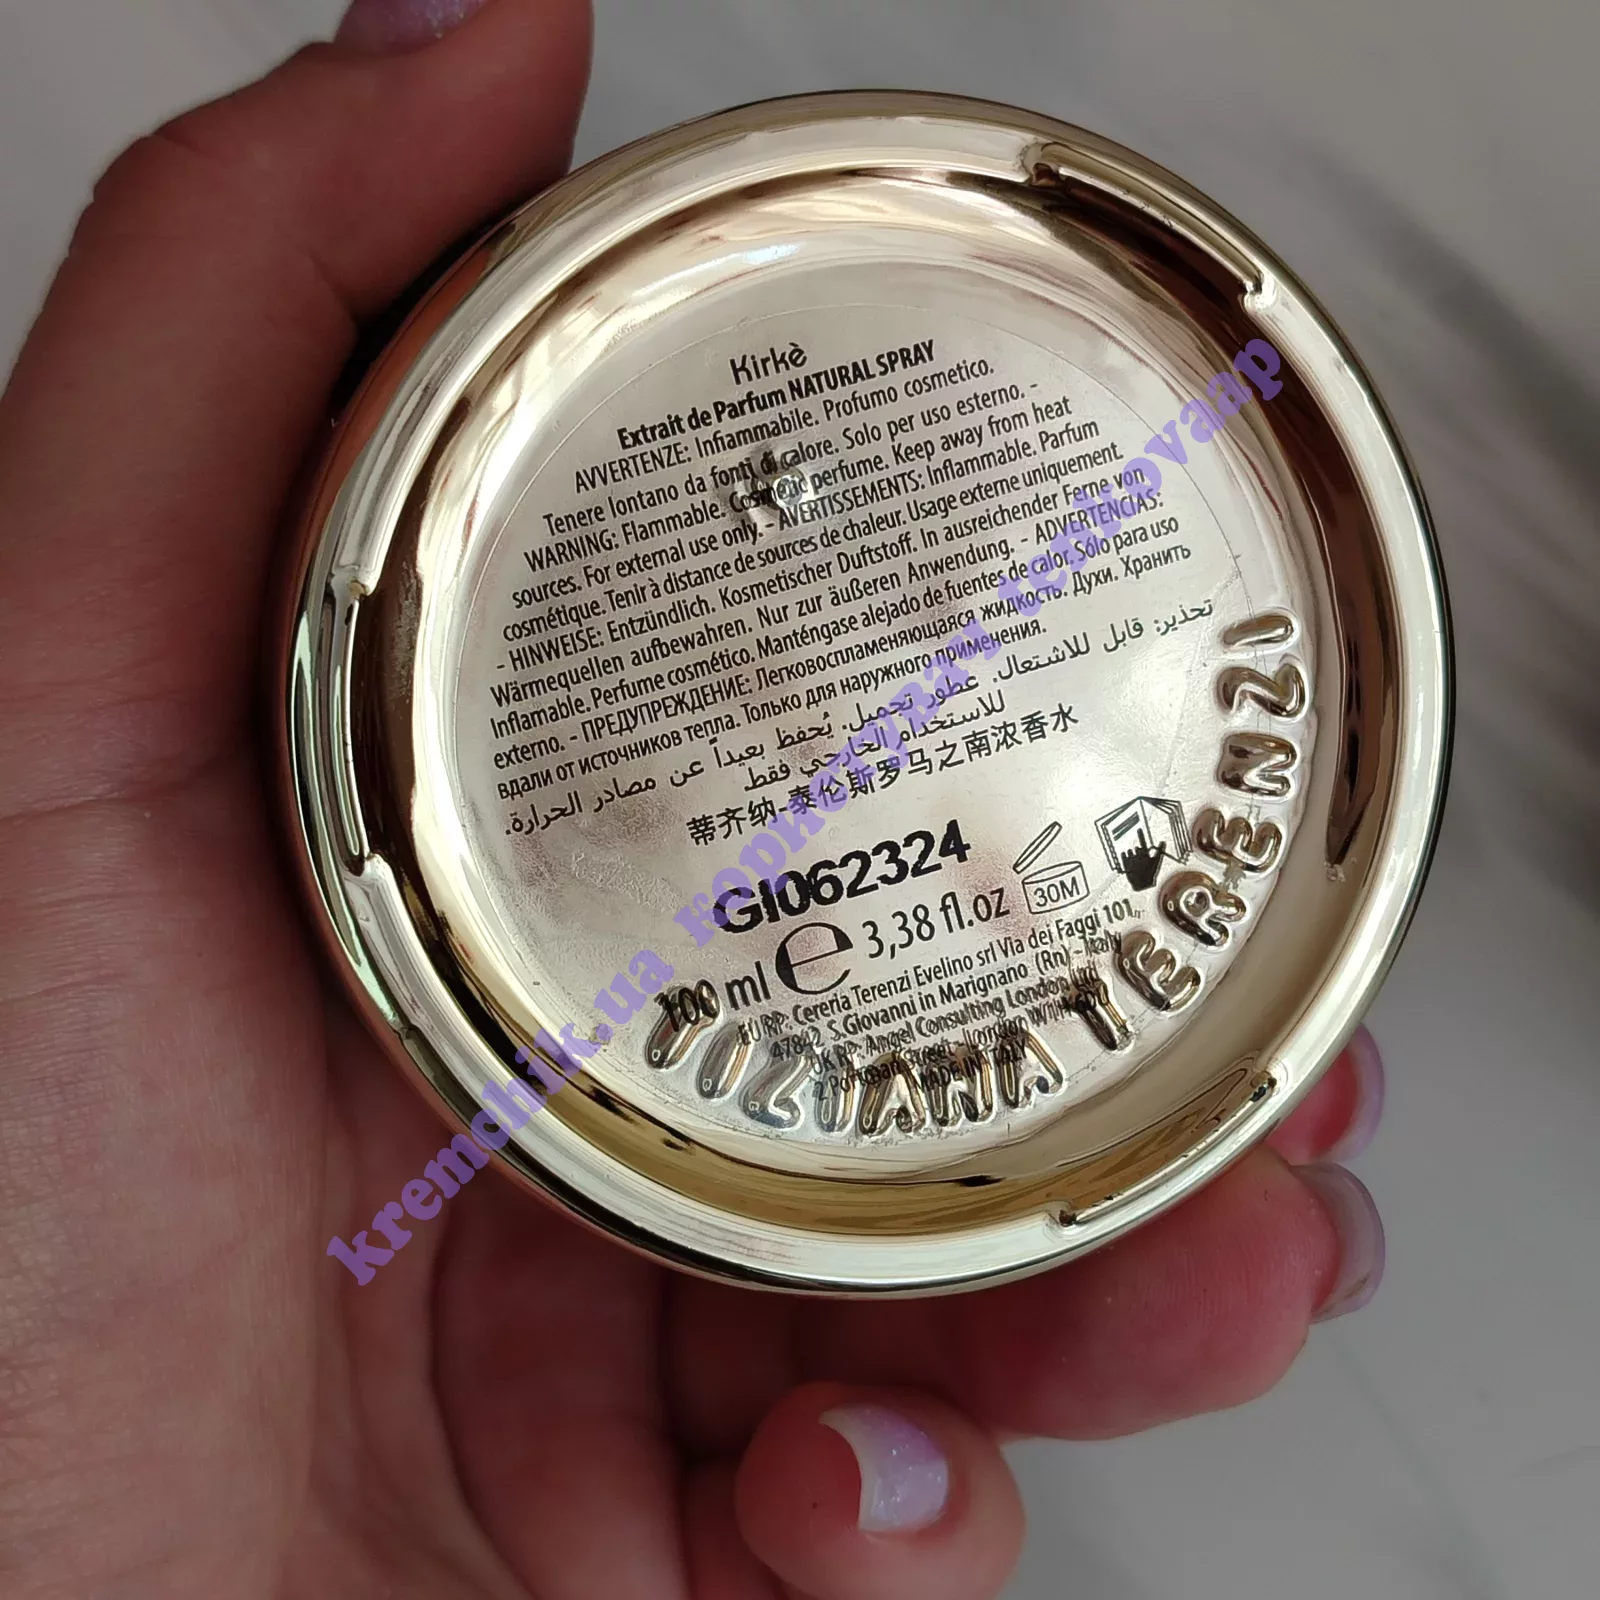 Kirkè
Extrait de Parfum NATURAL SPRAY
AVVERTENZE: Infiammabile. Profumo cosmetico.
Tenere lontano da fonti di calore. Solo per uso esterno. -
WARNING: Flammable. Cosmetic perfume. Keep away from heat
sources. For external use only. - AVERTISSEMENTS: Inflammable. Parfum
cosmétique. Tenir à distance de sources de chaleur. Usage externe uniquement.
- HINWEISE: Entzündlich. Kosmetischer Duftstoff. In ausreichender Ferne von
Wärmequellen aufbewahren. Nur zur äußeren Anwendung. - ADVERTENCIAS:
Inflamable. Perfume cosmético. Manténgase alejado de fuentes de calor. Sólo para uso
externo. - ПРЕДУПРЕЖДЕНИЕ: Легковоспламеняющаяся жидкость. Духи. Хранить
вдали от источников тепла. Только для наружного применения.
تحذير: قابل للاشتعال. عطور تجميل. يُحفظ بعيداً عن مصادر الحرارة.
للاستخدام الخارجي فقط
蒂齐纳-泰伦斯罗马之南浓香水
GI062324
100 ml e 3,38 fl.oz 30M
EU RP: Cereria Terenzi Evelino srl Via dei Faggi 101,
47842 S.Giovanni in Marignano (Rn) - Italy
UK RP: Angel Consulting London Ltd
2 Portman Street - London W1H 6DU
MADE IN ITALY
TIZIANA TERENZI
kremchik.ua користувач tenkovaap